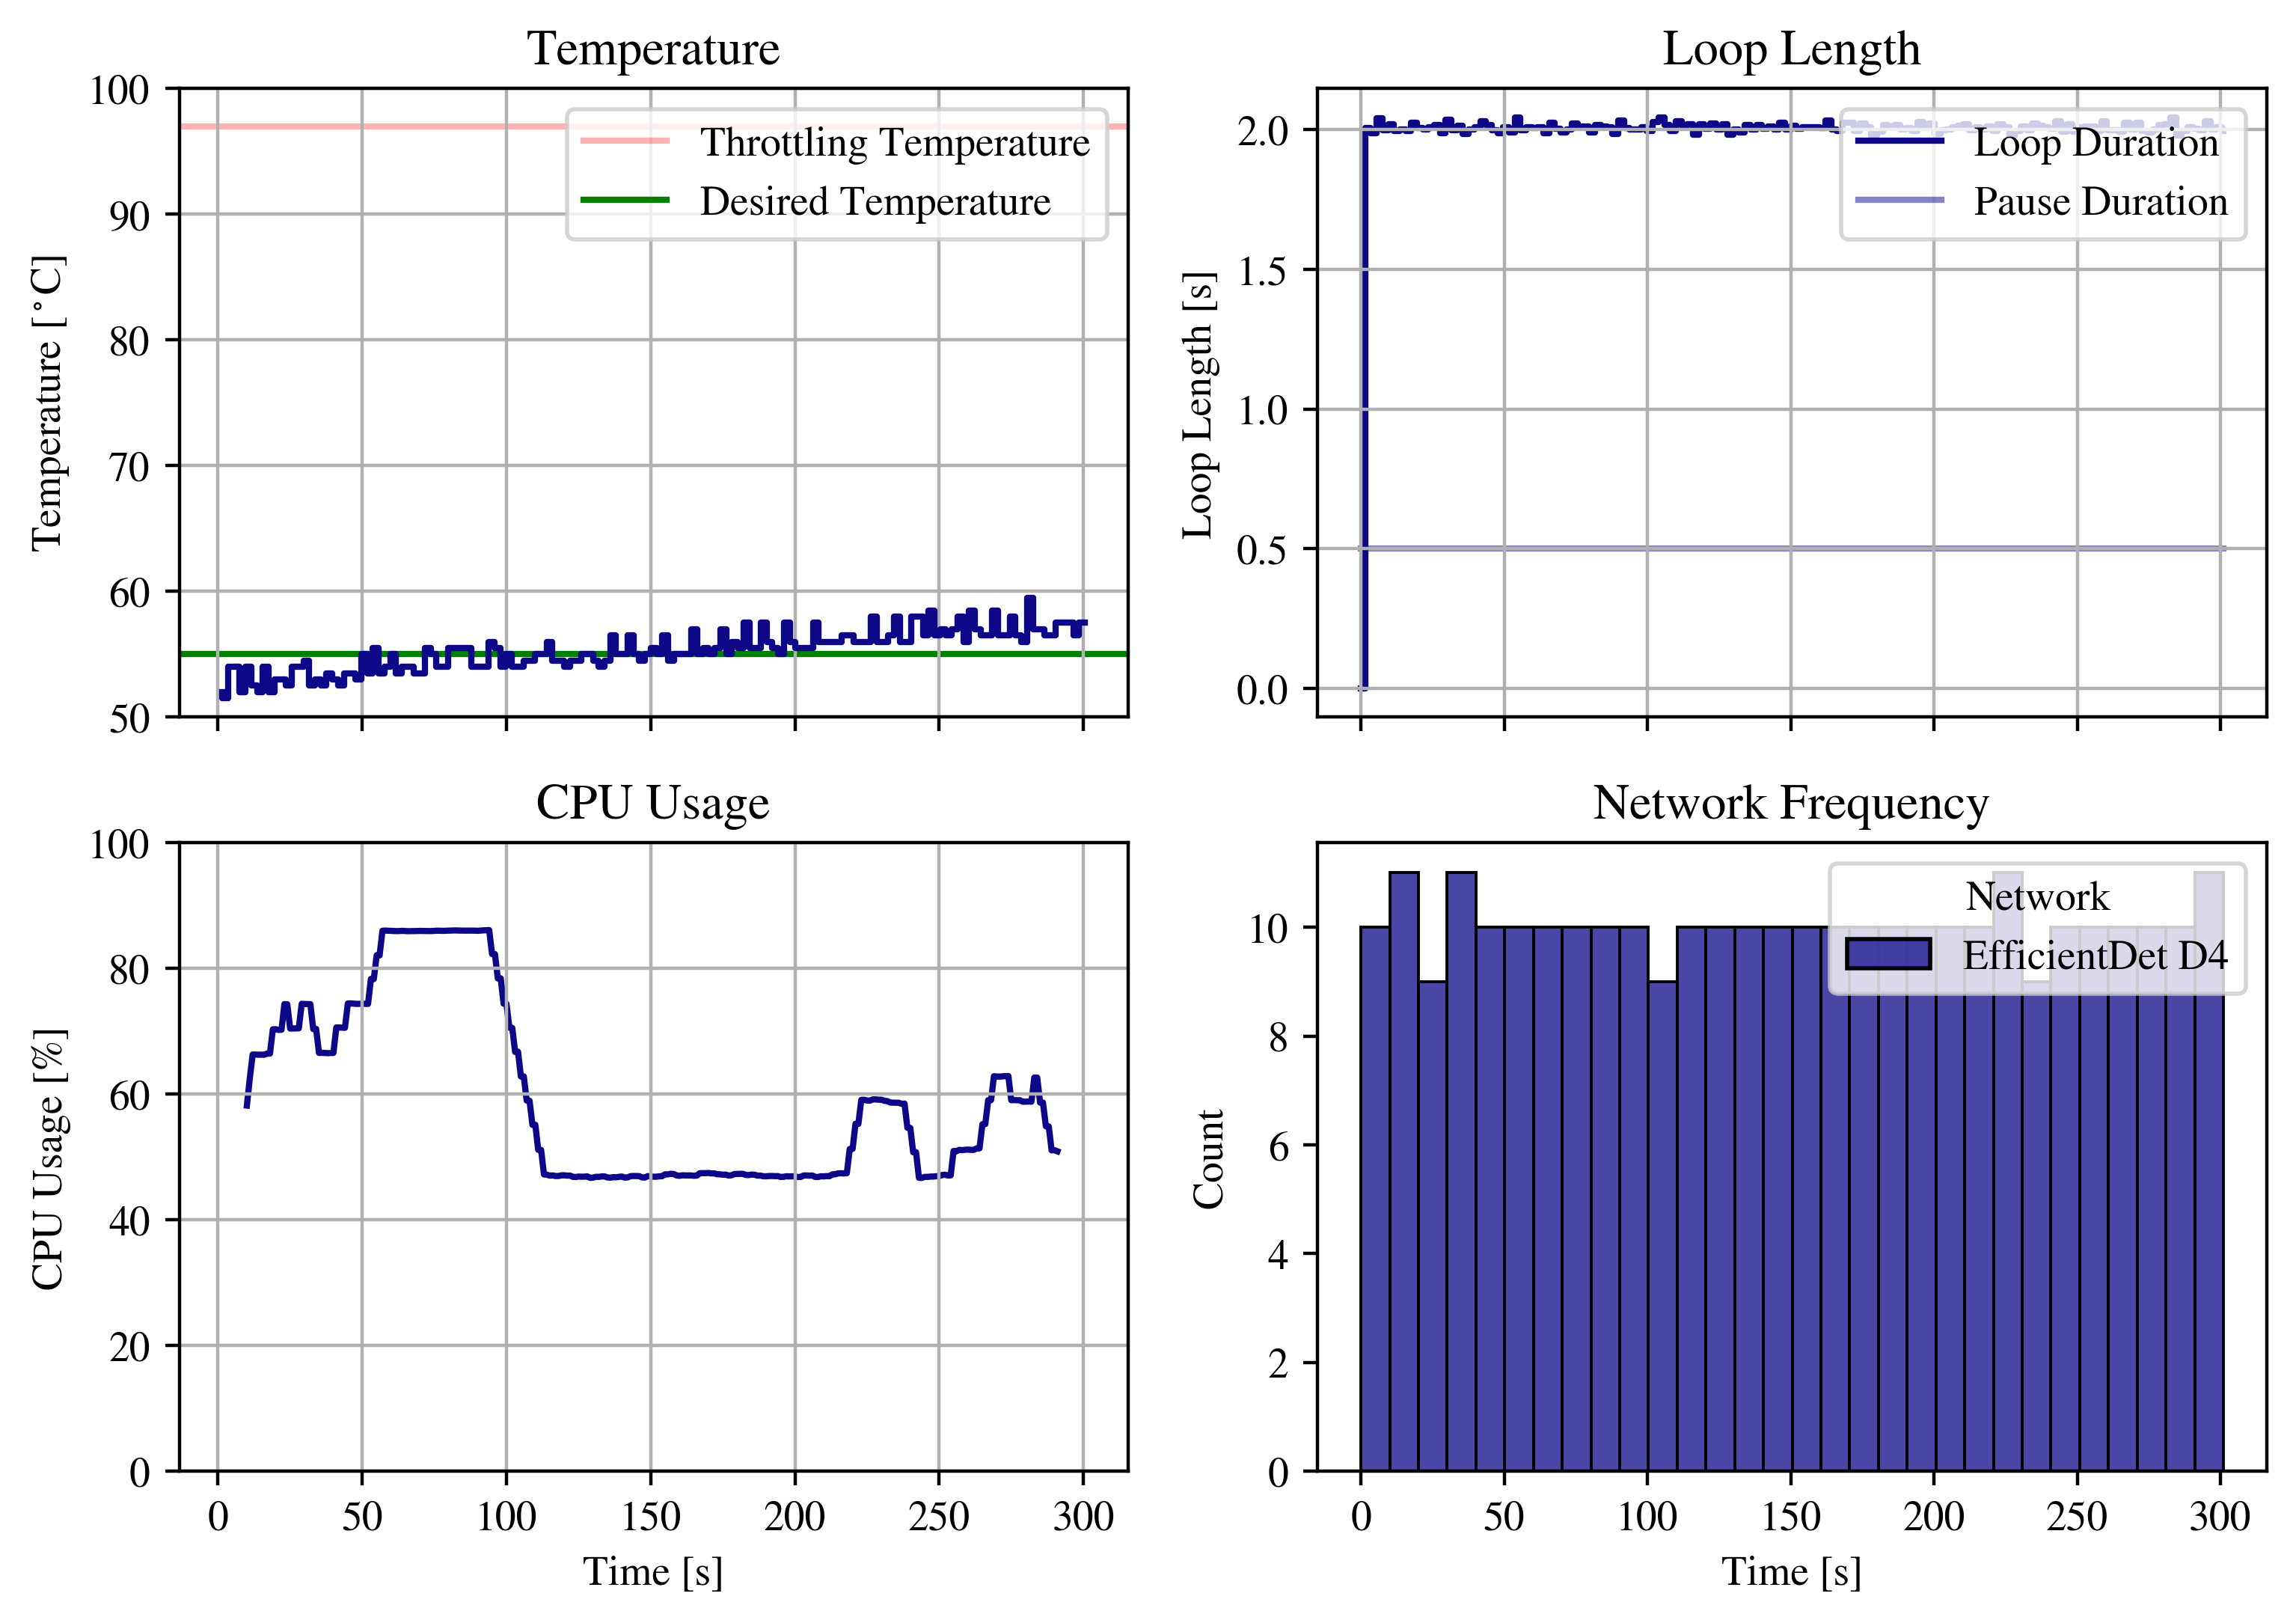 Temperature
100
90
80
70
60
50
Temperature [°C]
Throttling Temperature
Desired Temperature
Loop Length
2.0
1.5
1.0
0.5
0.0
Loop Length [s]
Loop Duration
Pause Duration
CPU Usage
100
80
60
40
20
0
CPU Usage [%]
0 50 100 150 200 250 300
Time [s]
Network Frequency
10
8
6
4
2
0
Count
Network
EfficientDet D4
0 50 100 150 200 250 300
Time [s]